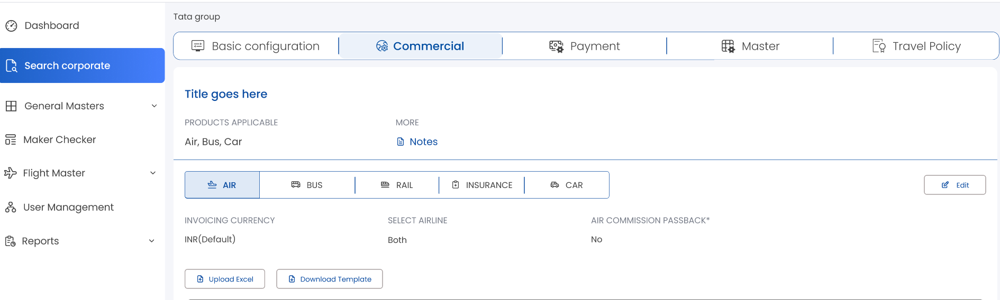 Tata group
Dashboard
Search corporate
General Masters
Maker Checker
Flight Master
User Management
Reports
Basic configuration
Commercial
Payment
Master
Travel Policy
Title goes here
PRODUCTS APPLICABLE
Air, Bus, Car
MORE
Notes
AIR
BUS
RAIL
INSURANCE
CAR
Edit
INVOICING CURRENCY
INR(Default)
SELECT AIRLINE
Both
AIR COMMISSION PASSBACK*
No
Upload Excel
Download Template